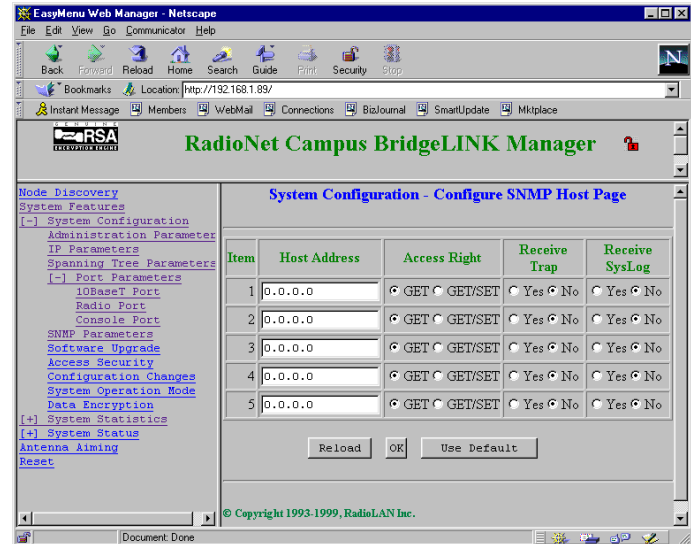 EasyMenu Web Manager - Netscape
File Edit View Go Communicator Help
Back Forward Reload Home Search Guide Print Security Stop
N
Bookmarks Location: http://192.168.1.89/
Instant Message Members WebMail Connections BizJournal SmartUpdate Mktplace
GENUINE
RSA
ENCRYPTION ENGINE
RadioNet Campus BridgeLINK Manager
Node Discovery
System Features
[-] System Configuration
Administration Parameter
IP Parameters
Spanning Tree Parameters
[-] Port Parameters
10BaseT Port
Radio Port
Console Port
SNMP Parameters
Software Upgrade
Access Security
Configuration Changes
System Operation Mode
Data Encryption
[+] System Statistics
[+] System Status
Antenna Aiming
Reset
System Configuration - Configure SNMP Host Page
Item Host Address Access Right Receive Trap Receive SysLog
1 0.0.0.0 GET GET/SET Yes No Yes No
2 0.0.0.0 GET GET/SET Yes No Yes No
3 0.0.0.0 GET GET/SET Yes No Yes No
4 0.0.0.0 GET GET/SET Yes No Yes No
5 0.0.0.0 GET GET/SET Yes No Yes No
Reload OK Use Default
© Copyright 1993-1999, RadioLAN Inc.
Document: Done